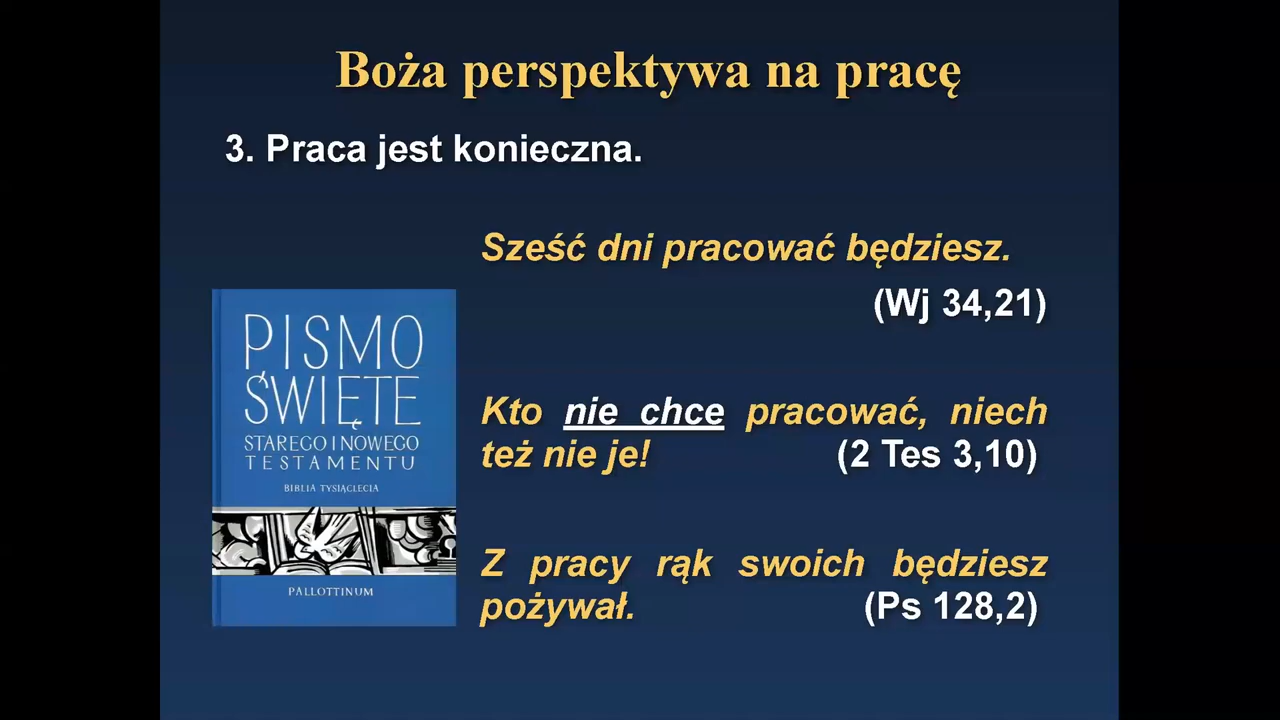 Boża perspektywa na pracę
3. Praca jest konieczna.
Sześć dni pracować będziesz.
(Wj 34,21)
PISMO
ŚWIĘTE
STAREGO I NOWEGO
TESTAMENTU
BIBLIA TYSIĄCLECIA
PALLOTTINUM
Kto nie chce pracować, niech
też nie je! (2 Tes 3,10)
Z pracy rąk swoich będziesz
pożywał. (Ps 128,2)